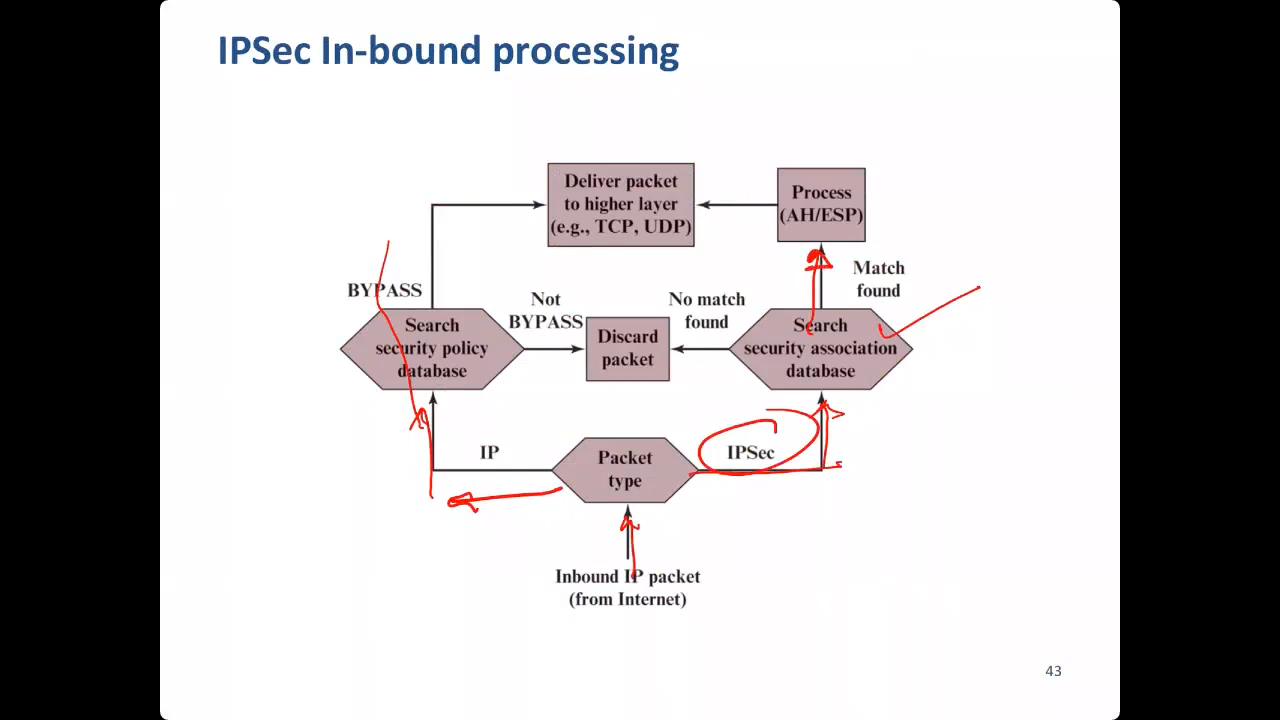 IPSec In-bound processing
Deliver packet
to higher layer
(e.g., TCP, UDP)
Process
(AH/ESP)
BYPASS
Not
BYPASS
No match
found
Match
found
Search
security policy
database
Discard
packet
Search
security association
database
IP
Packet
type
IPSec
Inbound IP packet
(from Internet)
43